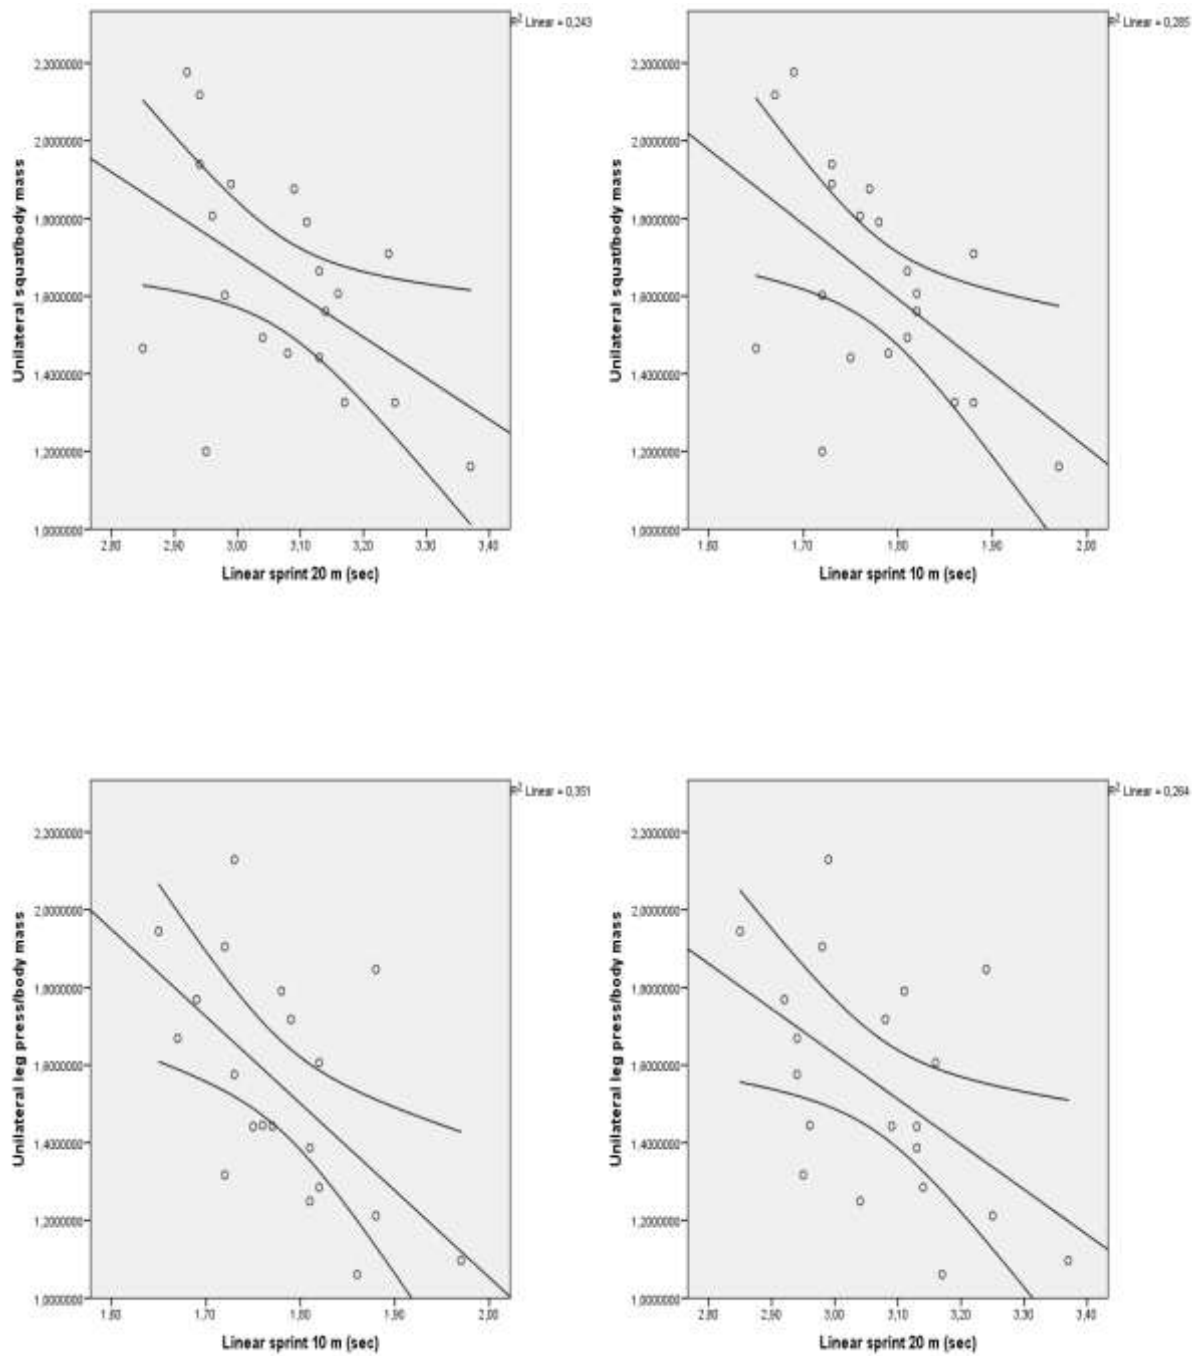 R² Linear = 0,243
2,2000000
2,0000000
1,8000000
1,6000000
1,4000000
1,2000000
1,0000000
Unilateral squat/body mass
2,80 2,90 3,00 3,10 3,20 3,30 3,40
Linear sprint 20 m (sec)
R² Linear = 0,285
2,2000000
2,0000000
1,8000000
1,6000000
1,4000000
1,2000000
1,0000000
Unilateral squat/body mass
1,60 1,70 1,80 1,90 2,00
Linear sprint 10 m (sec)
R² Linear = 0,351
2,2000000
2,0000000
1,8000000
1,6000000
1,4000000
1,2000000
1,0000000
Unilateral leg press/body mass
1,60 1,70 1,80 1,90 2,00
Linear sprint 10 m (sec)
R² Linear = 0,264
2,2000000
2,0000000
1,8000000
1,6000000
1,4000000
1,2000000
1,0000000
Unilateral leg press/body mass
2,80 2,90 3,00 3,10 3,20 3,30 3,40
Linear sprint 20 m (sec)